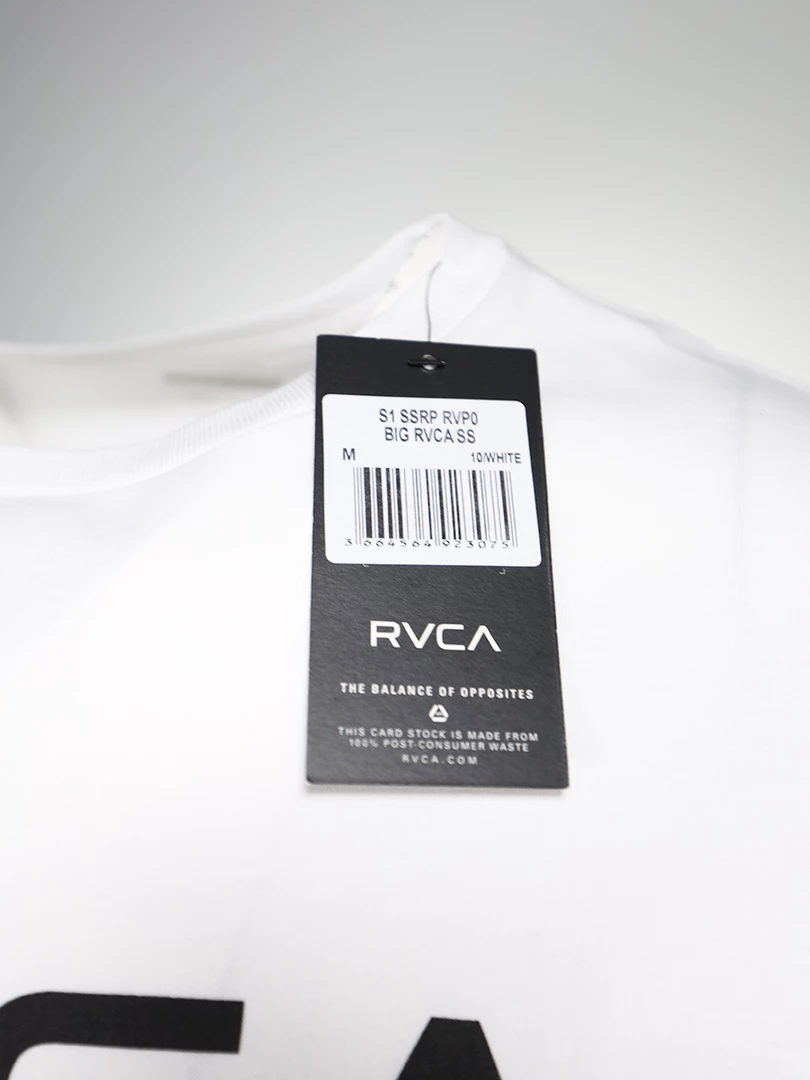 S1 SSRP RVP0
BIG RVCA SS
M 10/WHITE
3 664564 923075
RVCA
THE BALANCE OF OPPOSITES
THIS CARD STOCK IS MADE FROM
100% POST-CONSUMER WASTE
RVCA.COM
CA